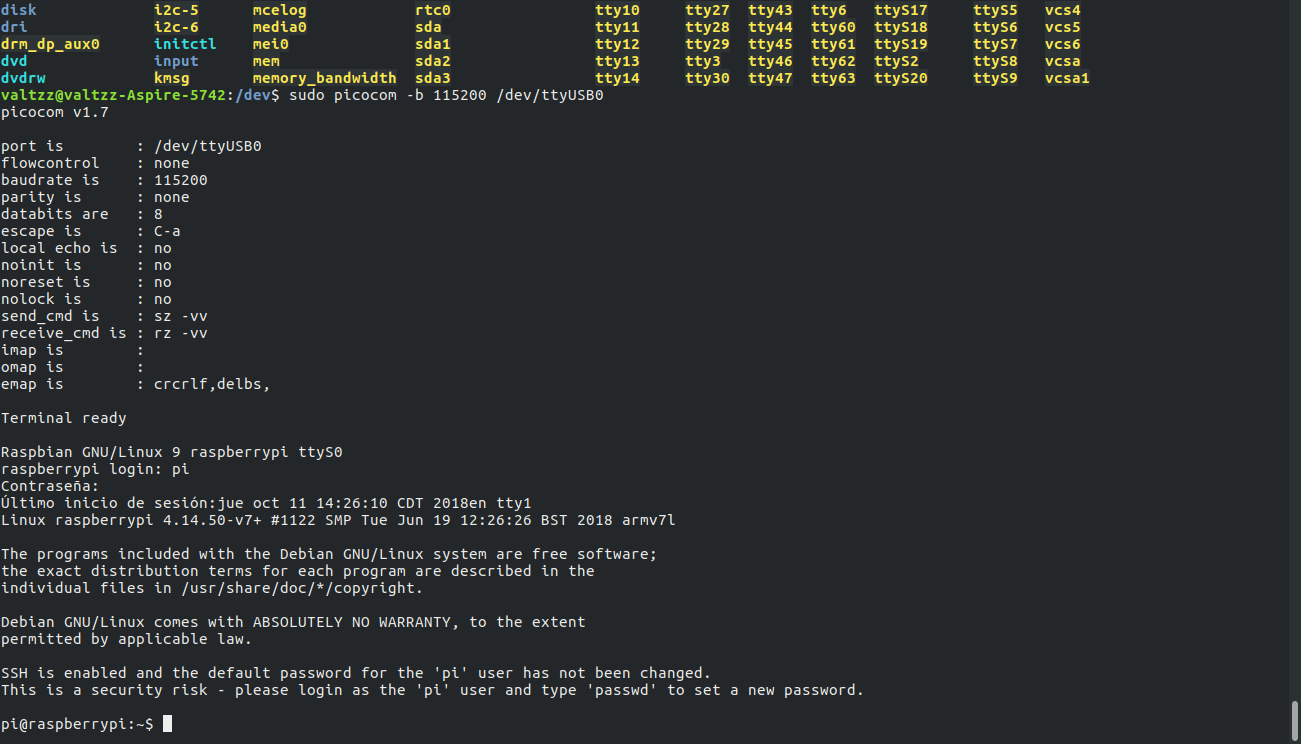 disk             i2c-5      mcelog            rtc0                tty10     tty27  tty43  tty6   ttyS17     ttyS5   vcs4
dri              i2c-6      media0            sda                 tty11     tty28  tty44  tty60  ttyS18     ttyS6   vcs5
drm_dp_aux0      initctl    mei0              sda1                tty12     tty29  tty45  tty61  ttyS19     ttyS7   vcs6
dvd              input      mem               sda2                tty13     tty3   tty46  tty62  ttyS2      ttyS8   vcsa
dvdrw            kmsg       memory_bandwidth  sda3                tty14     tty30  tty47  tty63  ttyS20     ttyS9   vcsa1
valtzz@valtzz-Aspire-5742:/dev$ sudo picocom -b 115200 /dev/ttyUSB0
picocom v1.7

port is        : /dev/ttyUSB0
flowcontrol    : none
baudrate is    : 115200
parity is      : none
databits are   : 8
escape is      : C-a
local echo is  : no
noinit is      : no
noreset is     : no
nolock is      : no
send_cmd is    : sz -vv
receive_cmd is : rz -vv
imap is        :
omap is        :
emap is        : crcrlf,delbs,

Terminal ready

Raspbian GNU/Linux 9 raspberrypi ttyS0
raspberrypi login: pi
Contraseña:
Último inicio de sesión:jue oct 11 14:26:10 CDT 2018en tty1
Linux raspberrypi 4.14.50-v7+ #1122 SMP Tue Jun 19 12:26:26 BST 2018 armv7l

The programs included with the Debian GNU/Linux system are free software;
the exact distribution terms for each program are described in the
individual files in /usr/share/doc/*/copyright.

Debian GNU/Linux comes with ABSOLUTELY NO WARRANTY, to the extent
permitted by applicable law.

SSH is enabled and the default password for the 'pi' user has not been changed.
This is a security risk - please login as the 'pi' user and type 'passwd' to set a new password.

pi@raspberrypi:~$